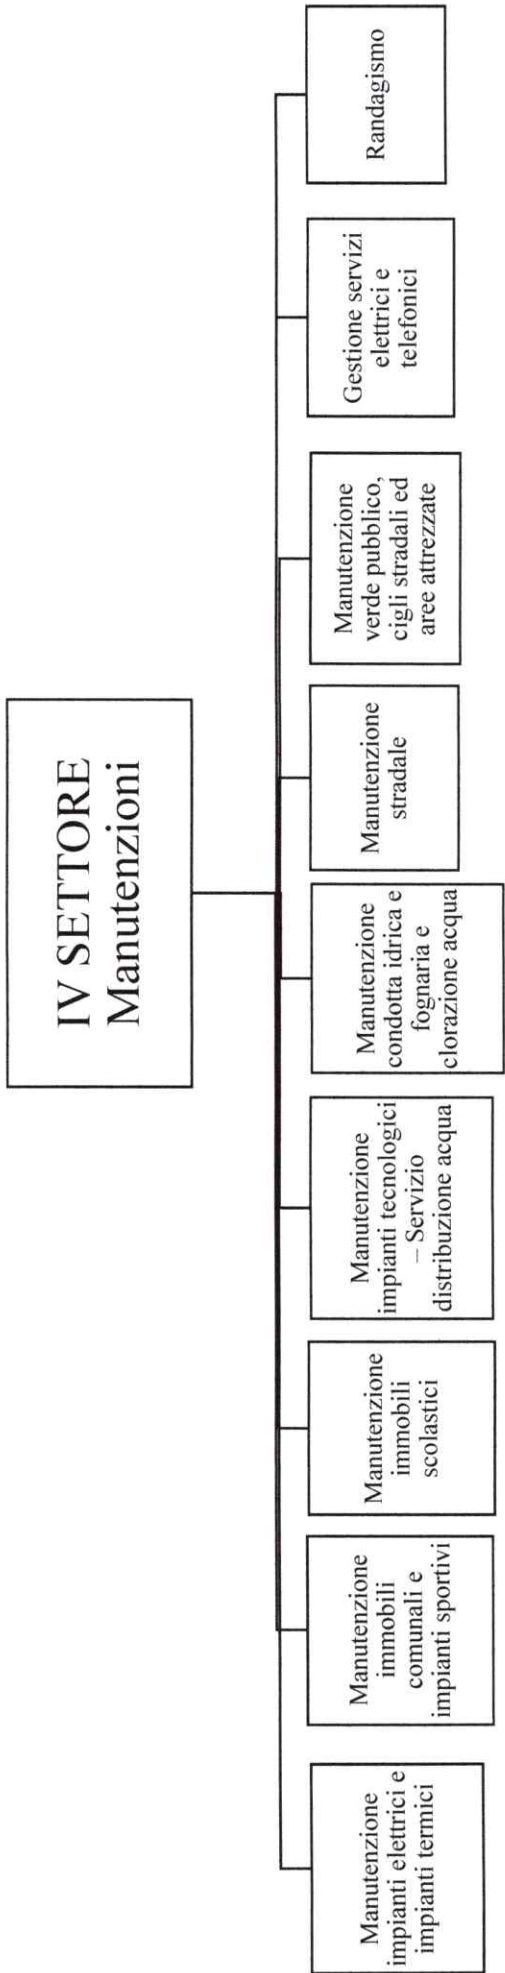 IV SETTORE
Manutenzioni
Manutenzione
impianti elettrici e
impianti termici
Manutenzione
immobili
comunali e
impianti sportivi
Manutenzione
immobili
scolastici
Manutenzione
impianti tecnologici
– Servizio
distribuzione acqua
Manutenzione
condotta idrica e
fognaria e
clorazione acqua
Manutenzione
stradale
Manutenzione
verde pubblico,
cigli stradali ed
aree attrezzate
Gestione servizi
elettrici e
telefonici
Randagismo